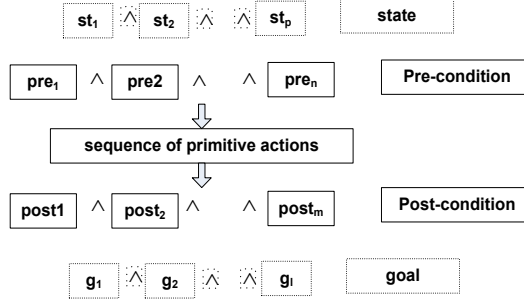 st₁ ∧ st₂ ∧ ∧ stₚ state
pre₁ ∧ pre2 ∧ ∧ preₙ Pre-condition
sequence of primitive actions
post1 ∧ post₂ ∧ ∧ postₘ Post-condition
g₁ ∧ g₂ ∧ ∧ gₗ goal